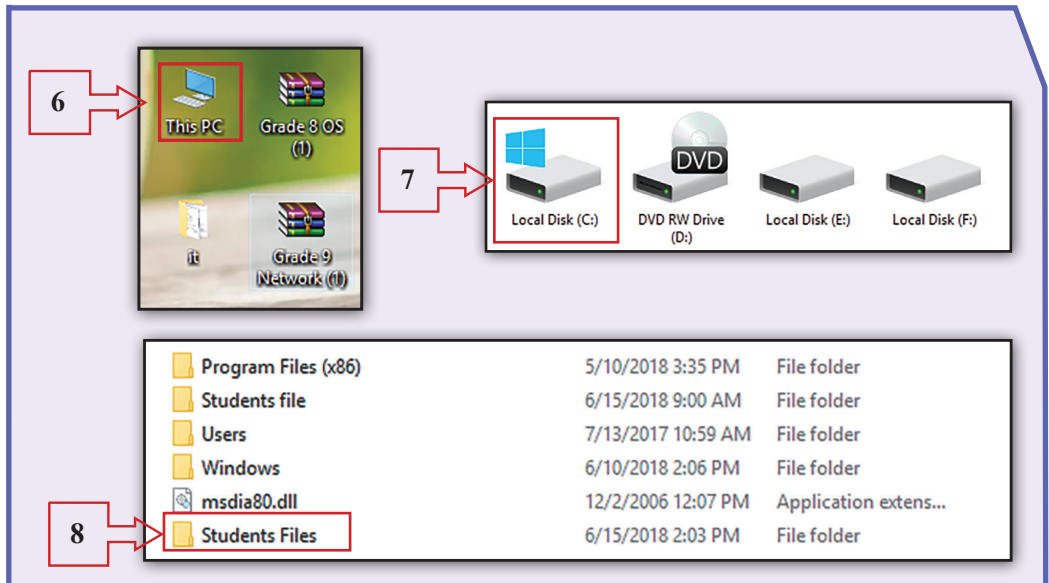 6
This PC
Grade 8 OS
(1)
it
Grade 9
Network (1)
7
DVD
Local Disk (C:)
DVD RW Drive
(D:)
Local Disk (E:)
Local Disk (F:)
Program Files (x86) 5/10/2018 3:35 PM File folder
Students file 6/15/2018 9:00 AM File folder
Users 7/13/2017 10:59 AM File folder
Windows 6/10/2018 2:06 PM File folder
msdia80.dll 12/2/2006 12:07 PM Application extens...
8
Students Files 6/15/2018 2:03 PM File folder